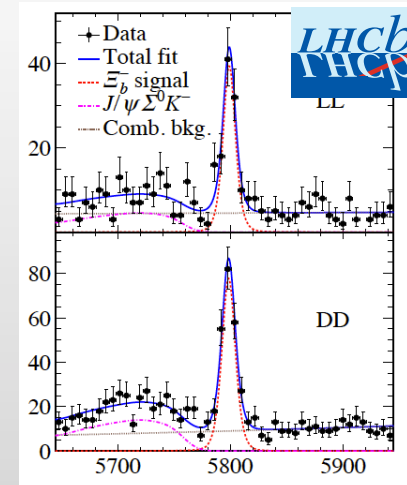 Data
Total fit
Ξb− signal
J/ψ Σ0K−
Comb. bkg.
LHCb
ГНСр
LL
40
20
DD
80
60
40
20
0
5700
5800
5900